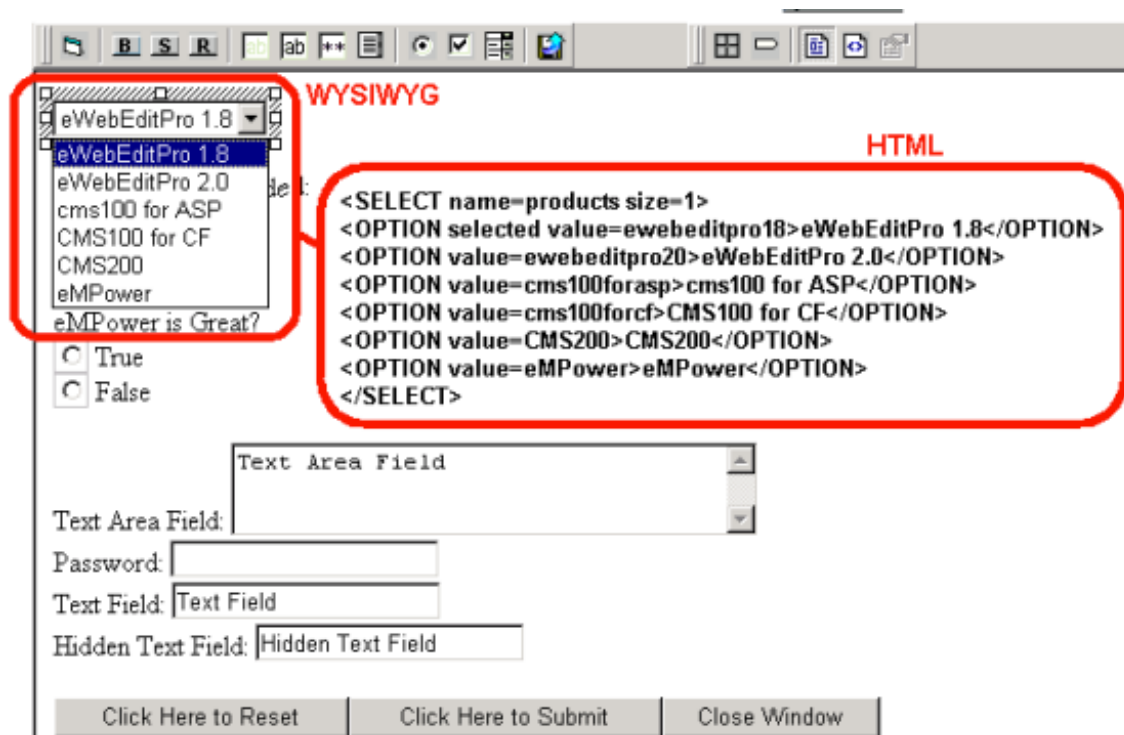 B S R ab ab **
WYSIWYG
eWebEditPro 1.8
HTML
eWebEditPro 1.8
eWebEditPro 2.0
cms100 for ASP
CMS100 for CF
CMS200
eMPower
<SELECT name=products size=1>
<OPTION selected value=ewebeditpro18>eWebEditPro 1.8</OPTION>
<OPTION value=ewebeditpro20>eWebEditPro 2.0</OPTION>
<OPTION value=cms100forasp>cms100 for ASP</OPTION>
<OPTION value=cms100forcf>CMS100 for CF</OPTION>
<OPTION value=CMS200>CMS200</OPTION>
<OPTION value=eMPower>eMPower</OPTION>
</SELECT>
eMPower is Great?
True
False
Text Area Field
Text Area Field:
Password:
Text Field: Text Field
Hidden Text Field: Hidden Text Field
Click Here to Reset Click Here to Submit Close Window